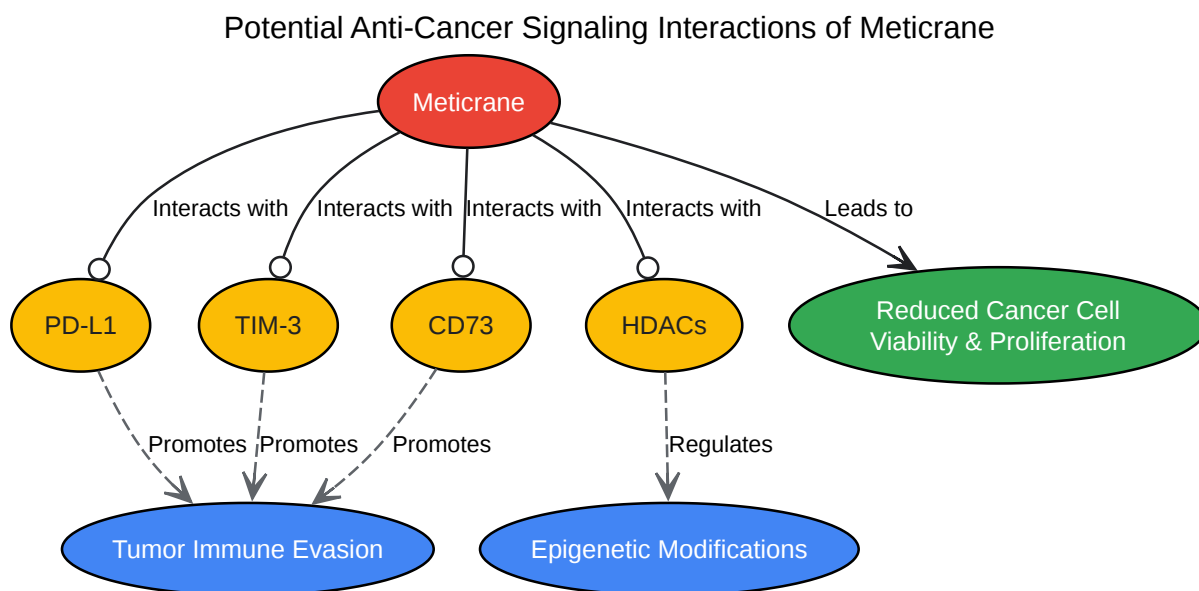 Potential Anti-Cancer Signaling Interactions of Meticrane
Meticrane
Interacts with
Interacts with
Interacts with
Interacts with
Leads to
PD-L1
TIM-3
CD73
HDACs
Reduced Cancer Cell
Viability & Proliferation
Promotes
Promotes
Promotes
Regulates
Tumor Immune Evasion
Epigenetic Modifications